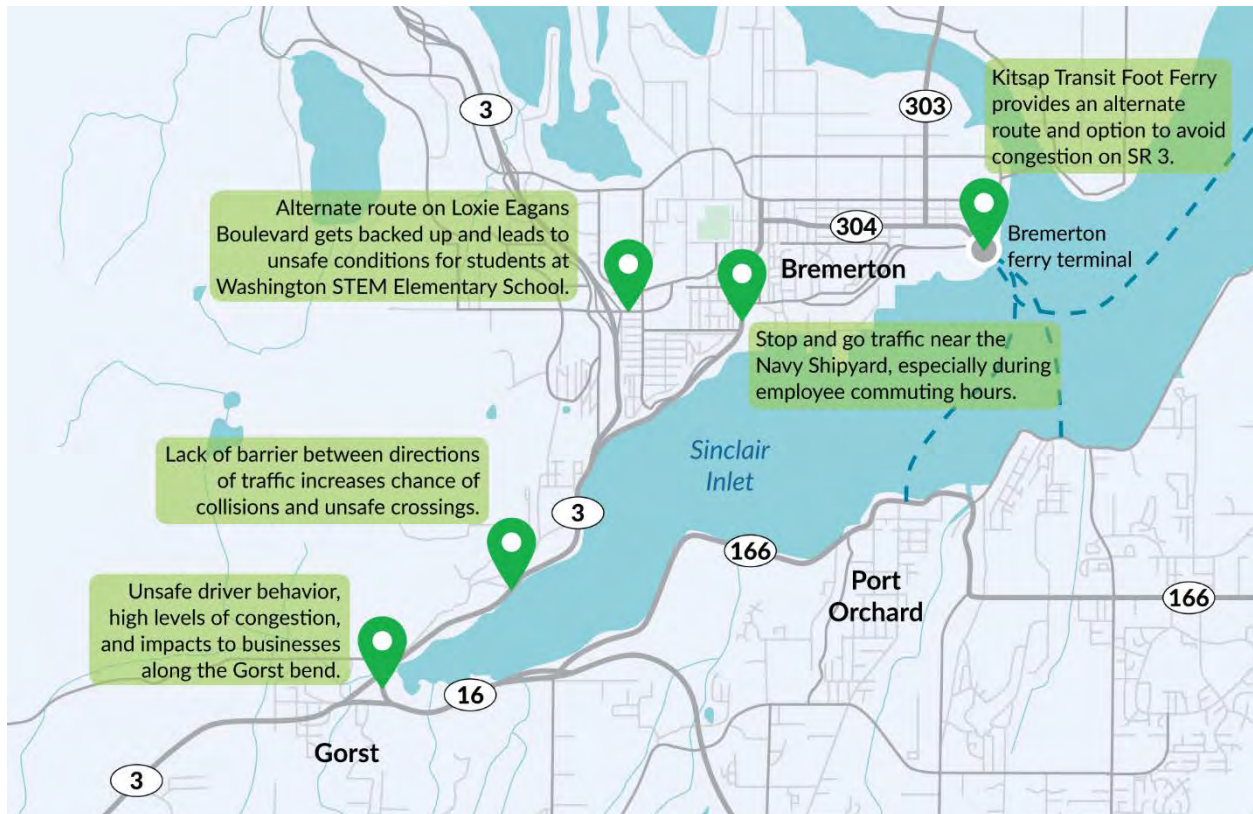 3
303
Kitsap Transit Foot Ferry
provides an alternate
route and option to avoid
congestion on SR 3.
Alternate route on Loxie Eagans
Boulevard gets backed up and leads to
unsafe conditions for students at
Washington STEM Elementary School.
304
Bremerton
Bremerton
ferry terminal
Stop and go traffic near the
Navy Shipyard, especially during
employee commuting hours.
Sinclair
Inlet
Lack of barrier between directions
of traffic increases chance of
collisions and unsafe crossings.
3
166
Port
Orchard
166
Unsafe driver behavior,
high levels of congestion,
and impacts to businesses
along the Gorst bend.
16
Gorst
3